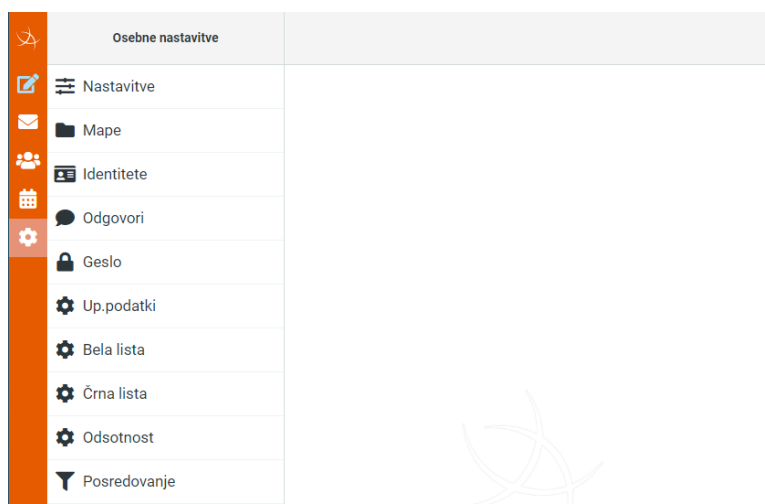 Osebne nastavitve
Nastavitve
Mape
Identitete
Odgovori
Geslo
Up.podatki
Bela lista
Črna lista
Odsotnost
Posredovanje